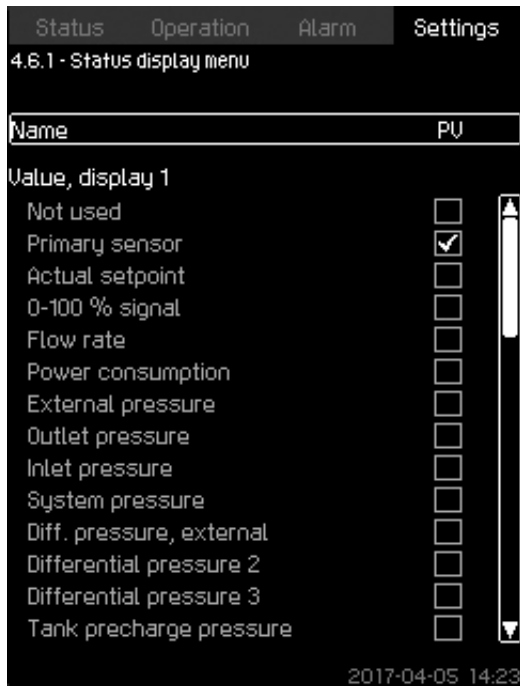 Status Operation Alarm Settings
4.6.1 - Status display menu
Name PV
Value, display 1
Not used
Primary sensor
Actual setpoint
0-100 % signal
Flow rate
Power consumption
External pressure
Outlet pressure
Inlet pressure
System pressure
Diff. pressure, external
Differential pressure 2
Differential pressure 3
Tank precharge pressure
2017-04-05 14:23